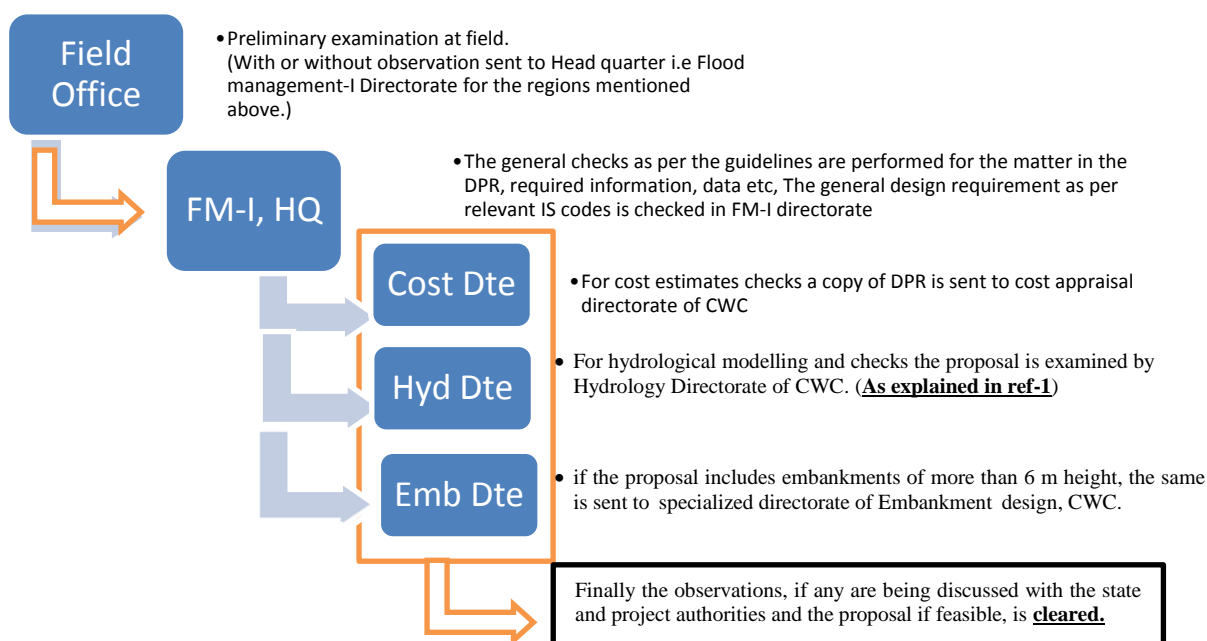 Field
Office
•Preliminary examination at field.
(With or without observation sent to Head quarter i.e Flood
management-I Directorate for the regions mentioned
above.)
FM-I, HQ
•The general checks as per the guidelines are performed for the matter in the
DPR, required information, data etc, The general design requirement as per
relevant IS codes is checked in FM-I directorate
Cost Dte
•For cost estimates checks a copy of DPR is sent to cost appraisal
directorate of CWC
Hyd Dte
• For hydrological modelling and checks the proposal is examined by
Hydrology Directorate of CWC. (As explained in ref-1)
Emb Dte
• if the proposal includes embankments of more than 6 m height, the same
is sent to specialized directorate of Embankment design, CWC.
Finally the observations, if any are being discussed with the state
and project authorities and the proposal if feasible, is cleared.